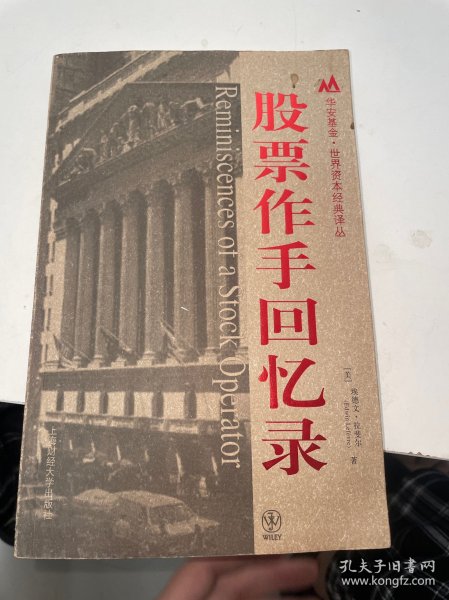 华安基金·世界资本经典译丛
股票作手回忆录
Reminiscences of a Stock Operator
[美] 埃德文·拉斐尔
(Edwin Lefevre) 著
上海财经大学出版社
WILEY
孔夫子旧书网
www.kongfz.com